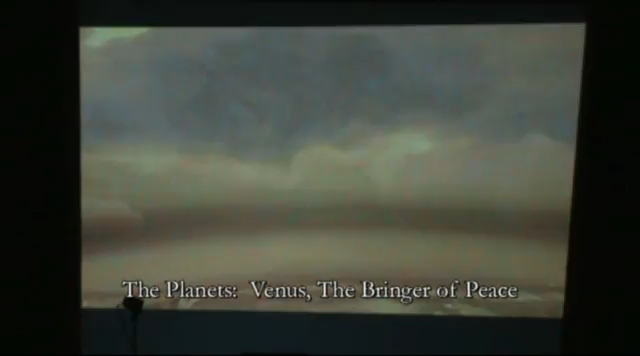 The Planets:  Venus, The Bringer of Peace